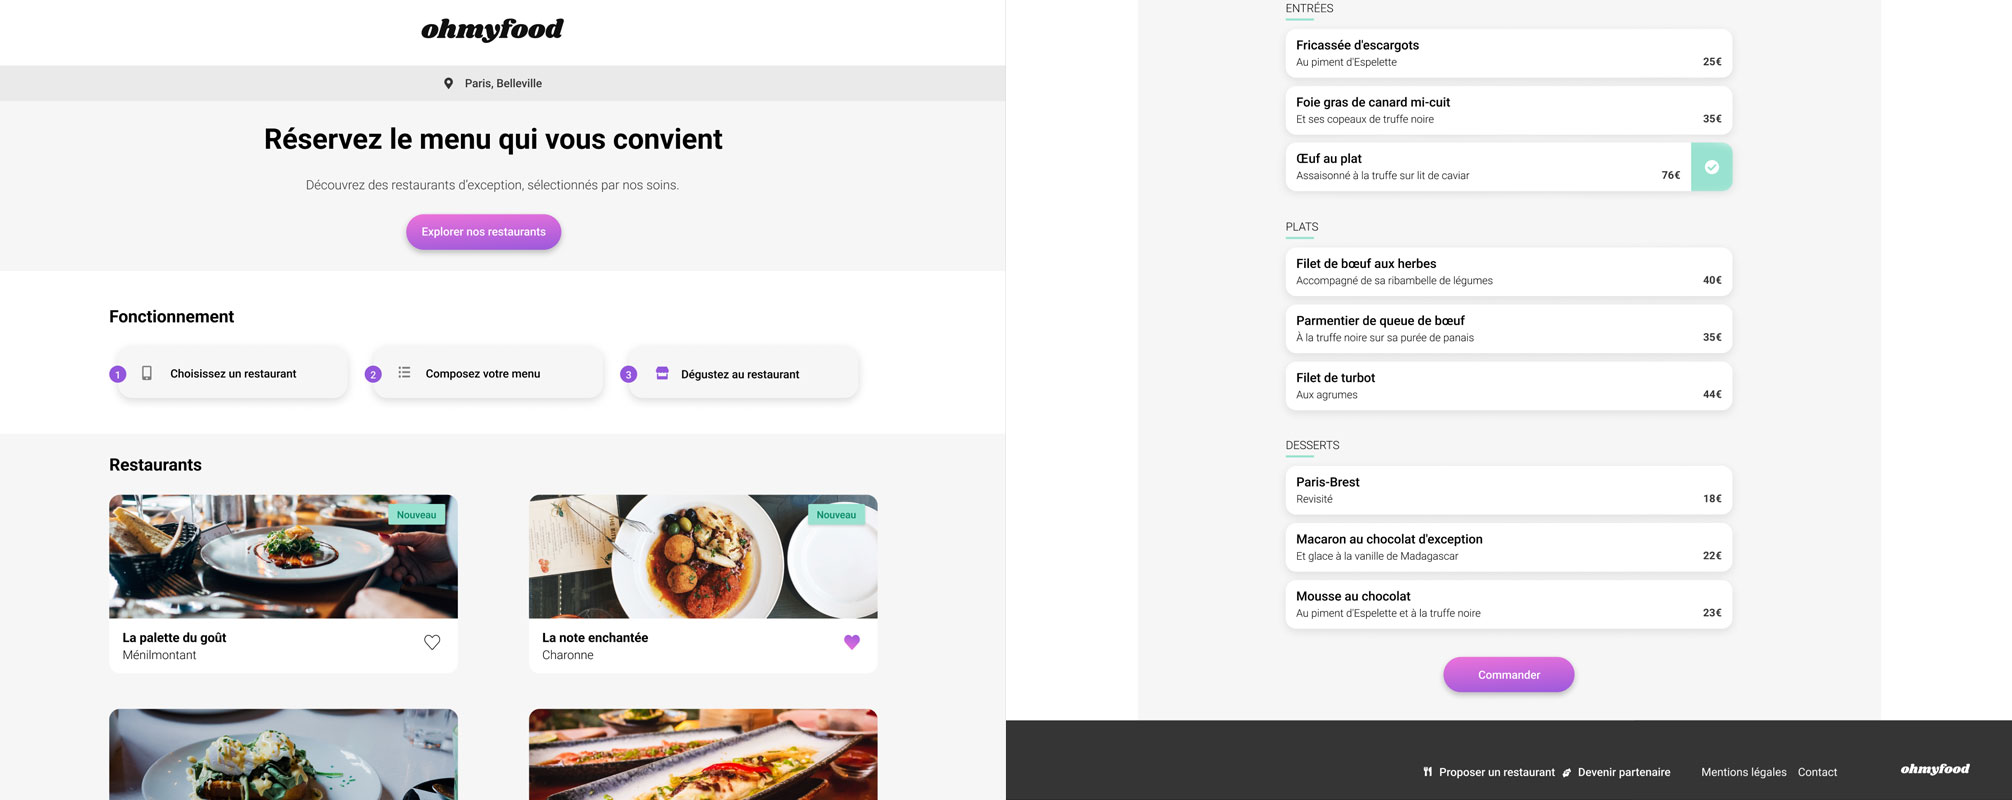 ohmyfood
Paris, Belleville
Réservez le menu qui vous convient
Découvrez des restaurants d'exception, sélectionnés par nos soins.
Explorer nos restaurants
Fonctionnement
1 Choisissez un restaurant
2 Composez votre menu
3 Dégustez au restaurant
Restaurants
Nouveau
La palette du goût
Ménilmontant
Nouveau
La note enchantée
Charonne
ENTRÉES
Fricassée d'escargots
Au piment d'Espelette 25€
Foie gras de canard mi-cuit
Et ses copeaux de truffe noire 35€
Œuf au plat
Assaisonné à la truffe sur lit de caviar 76€
PLATS
Filet de bœuf aux herbes
Accompagné de sa ribambelle de légumes 40€
Parmentier de queue de bœuf
À la truffe noire sur sa purée de panais 35€
Filet de turbot
Aux agrumes 44€
DESSERTS
Paris-Brest
Revisité 18€
Macaron au chocolat d'exception
Et glace à la vanille de Madagascar 22€
Mousse au chocolat
Au piment d'Espelette et à la truffe noire 23€
Commander
Proposer un restaurant Devenir partenaire Mentions légales Contact ohmyfood